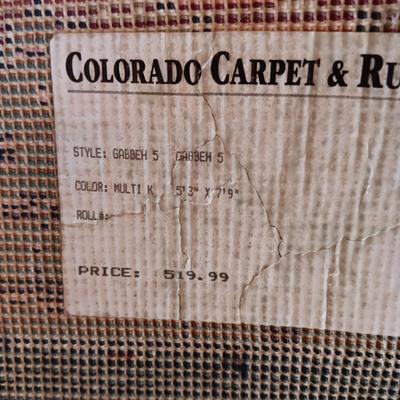 COLORADO CARPET & RU
STYLE: GABBEH 5 GABBEH 5
COLOR: MULTI K 5'3" X 7'9"
ROLL#:
PRICE: 519.99